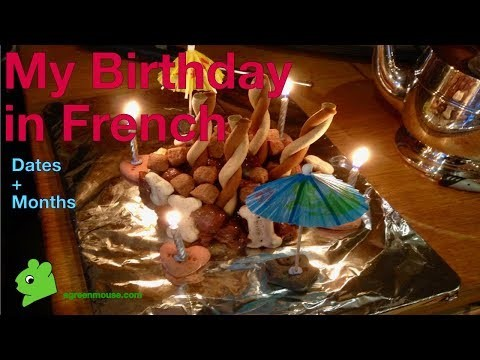 My Birthday
in French
Dates
+
Months
agreenmouse.com